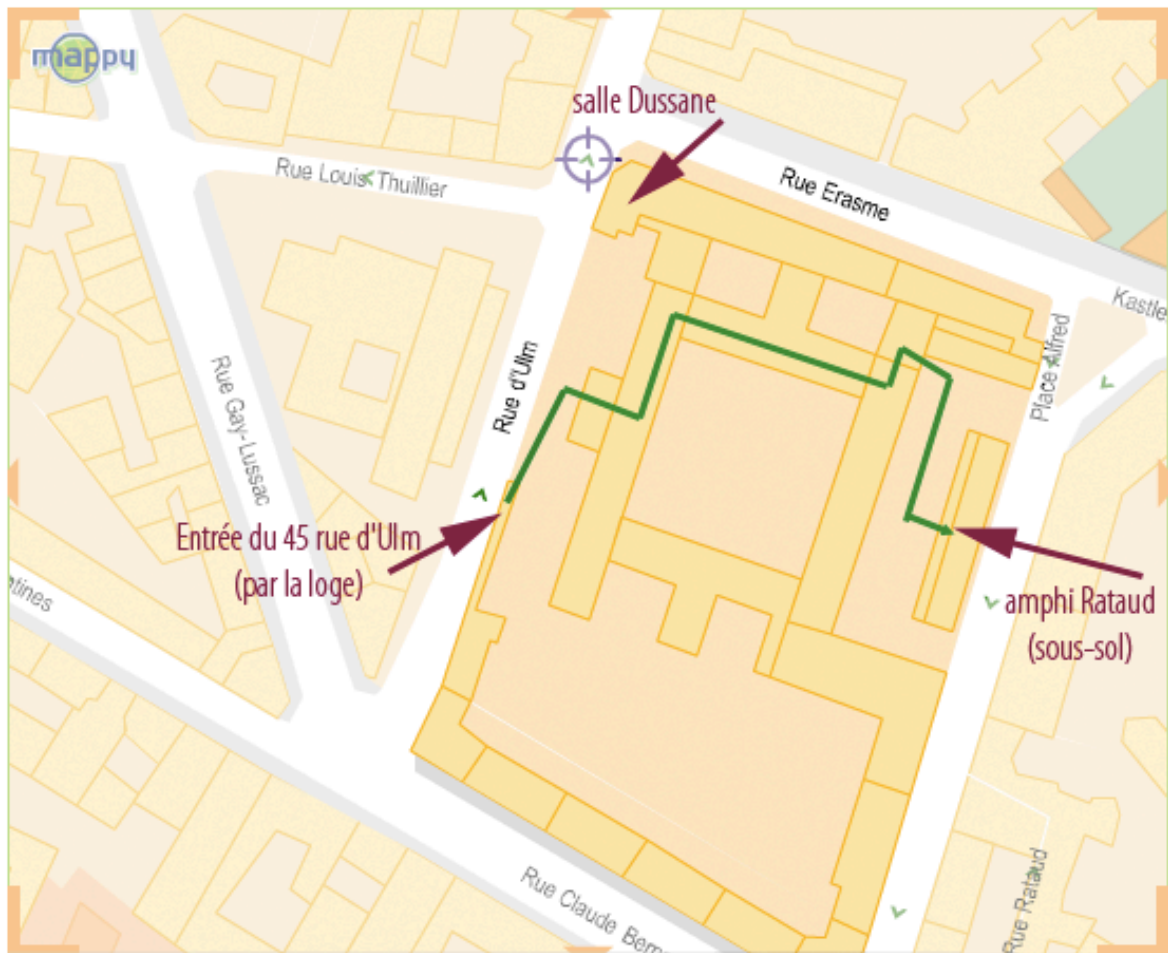 mappy
salle Dussane
Rue Louis Thuillier
Rue Erasme
Kastle
Place Alfred
Rue d'Ulm
Rue Gay-Lussac
Entrée du 45 rue d'Ulm
(par la loge)
amphi Rataud
(sous-sol)
tines
Rue Claude Bern
Rue Rataud